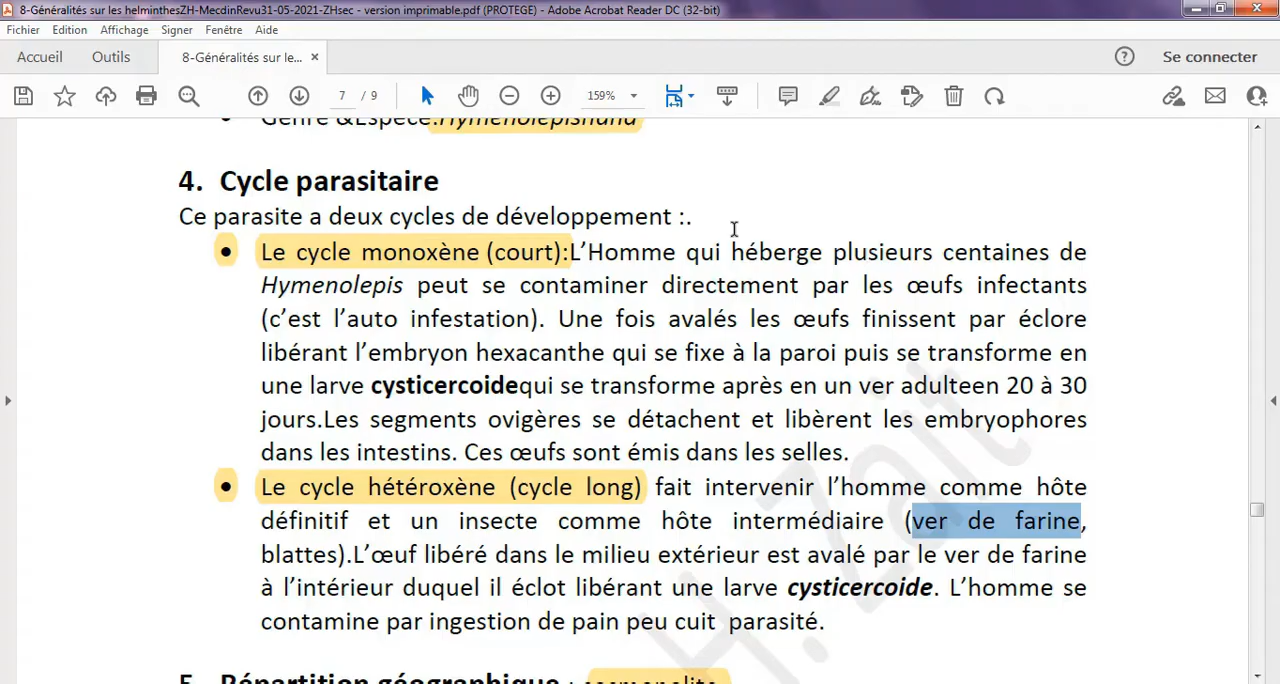 8-Généralités sur les helminthesZH-MecdinRevu31-05-2021-ZHsec - version imprimable.pdf (PROTEGE) - Adobe Acrobat Reader DC (32-bit)
Fichier Edition Affichage Signer Fenêtre Aide
Accueil Outils 8-Généralités sur le... × ? Se connecter
7 / 9 159%
Genre &Espèce:Hymenolepisnana
4. Cycle parasitaire
Ce parasite a deux cycles de développement :.
• Le cycle monoxène (court):L’Homme qui héberge plusieurs centaines de
Hymenolepis peut se contaminer directement par les œufs infectants
(c’est l’auto infestation). Une fois avalés les œufs finissent par éclore
libérant l’embryon hexacanthe qui se fixe à la paroi puis se transforme en
une larve cysticercoidequi se transforme après en un ver adulteen 20 à 30
jours.Les segments ovigères se détachent et libèrent les embryophores
dans les intestins. Ces œufs sont émis dans les selles.
• Le cycle hétéroxène (cycle long) fait intervenir l’homme comme hôte
définitif et un insecte comme hôte intermédiaire (ver de farine,
blattes).L’œuf libéré dans le milieu extérieur est avalé par le ver de farine
à l’intérieur duquel il éclot libérant une larve cysticercoide. L’homme se
contamine par ingestion de pain peu cuit parasité.
5. Répartition géographique : cosmopolite
H. Zait